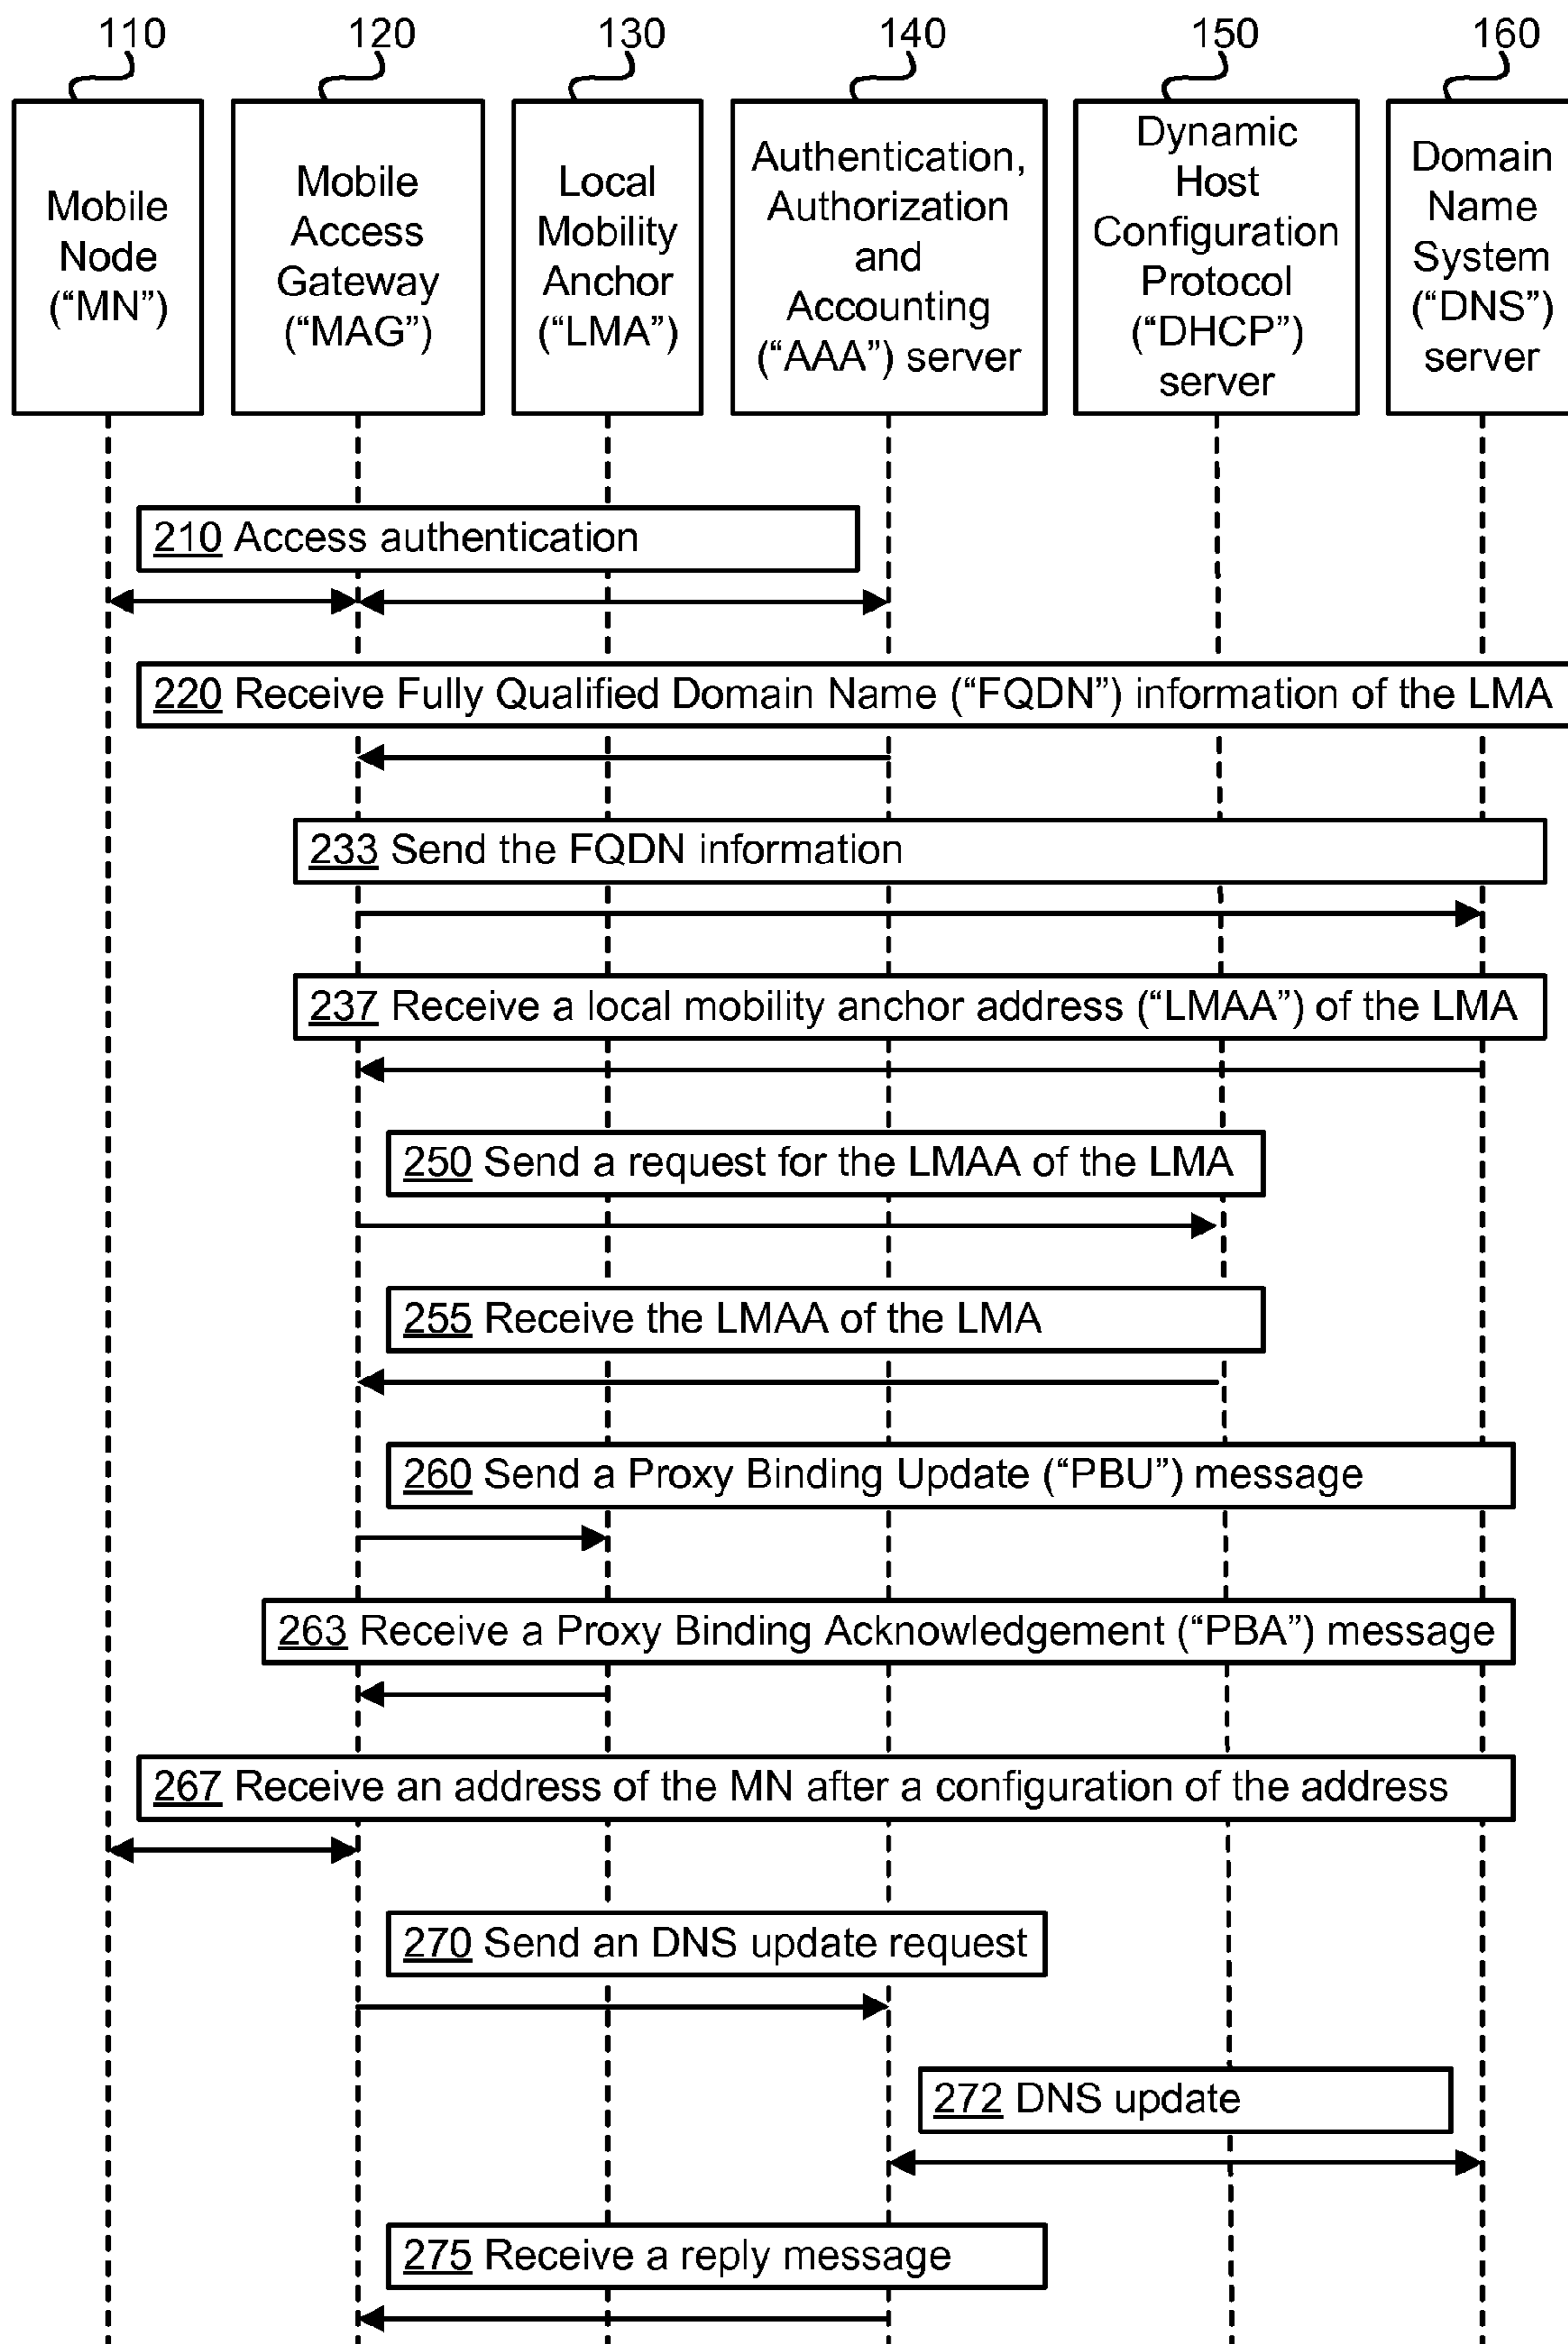 110
120
130
140
150
160
Mobile
Node
(“MN”)
Mobile
Access
Gateway
(“MAG”)
Local
Mobility
Anchor
(“LMA”)
Authentication,
Authorization
and
Accounting
(“AAA”) server
Dynamic
Host
Configuration
Protocol
(“DHCP”)
server
Domain
Name
System
(“DNS”)
server
210 Access authentication
220 Receive Fully Qualified Domain Name (“FQDN”) information of the LMA
233 Send the FQDN information
237 Receive a local mobility anchor address (“LMAA”) of the LMA
250 Send a request for the LMAA of the LMA
255 Receive the LMAA of the LMA
260 Send a Proxy Binding Update (“PBU”) message
263 Receive a Proxy Binding Acknowledgement (“PBA”) message
267 Receive an address of the MN after a configuration of the address
270 Send an DNS update request
272 DNS update
275 Receive a reply message